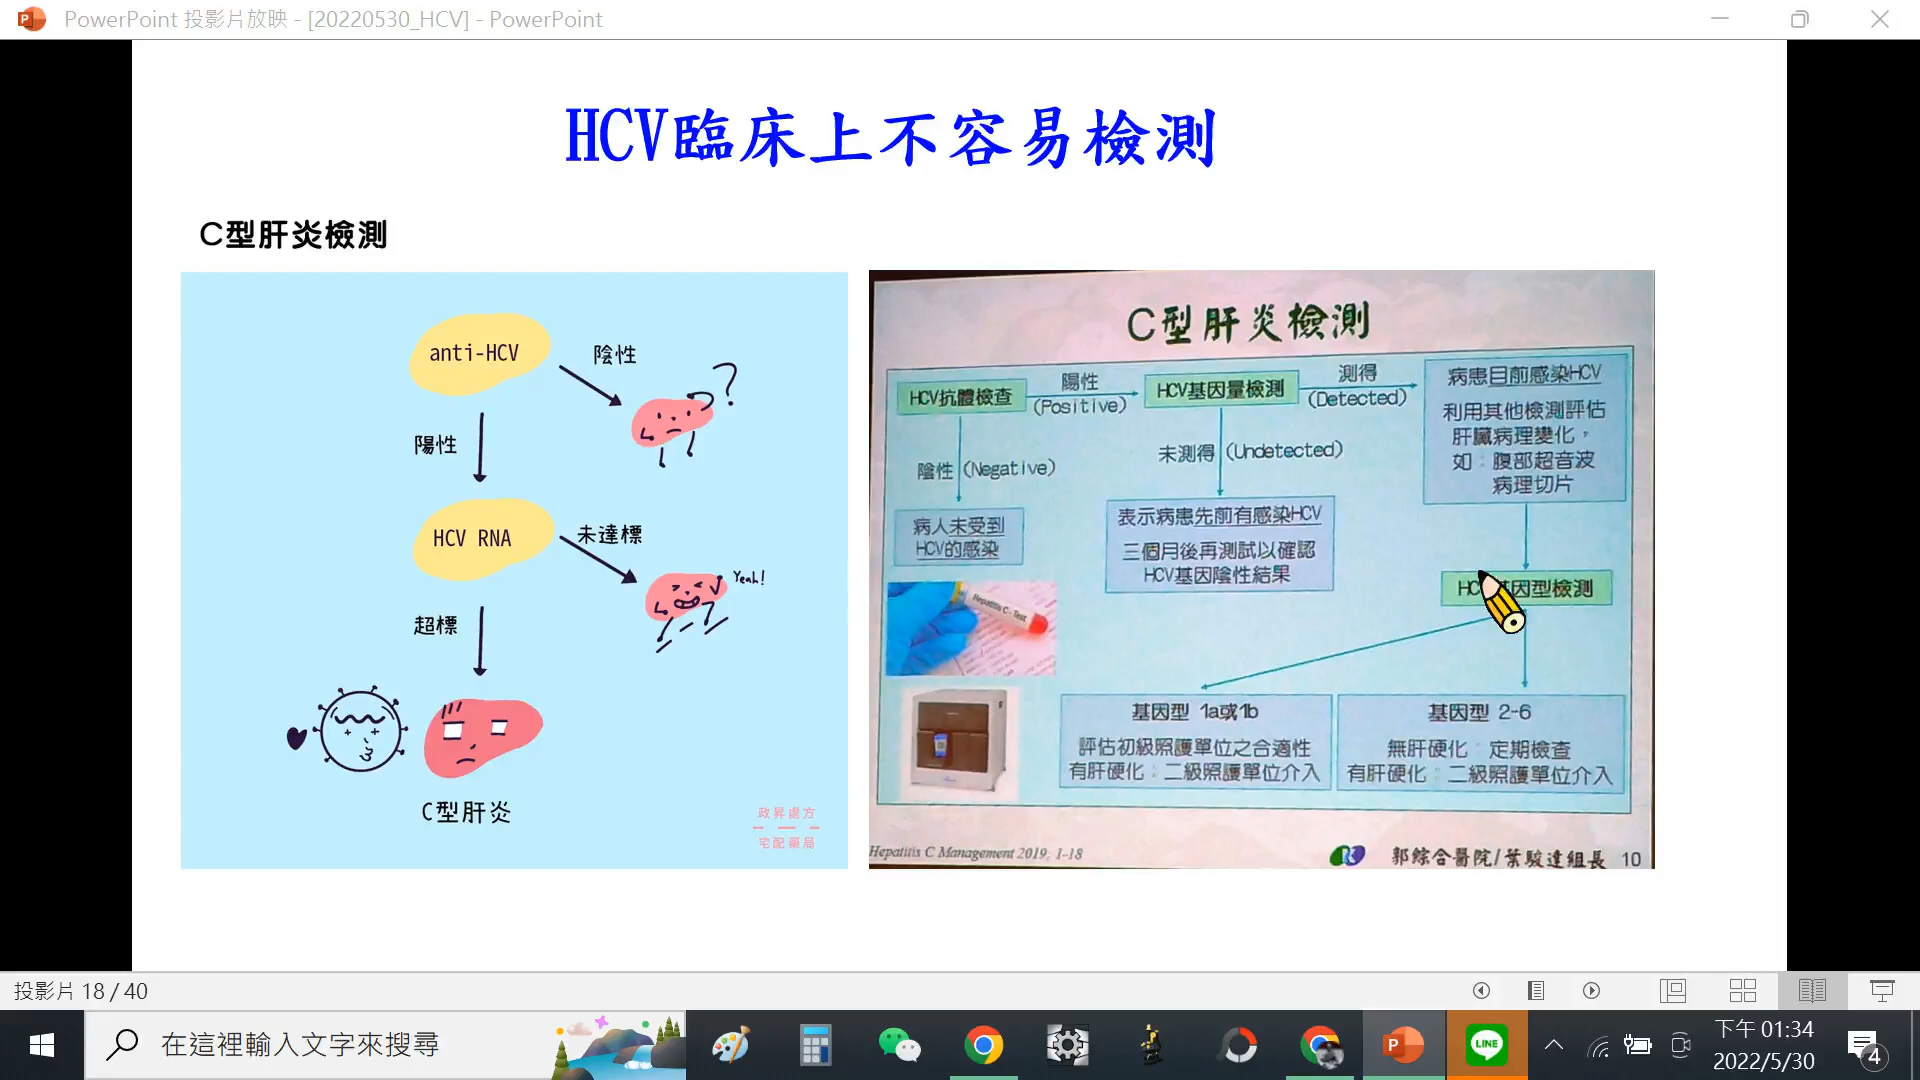 PowerPoint 投影片放映 - [20220530_HCV] - PowerPoint
HCV臨床上不容易檢測
C型肝炎檢測
anti-HCV
陰性
?
陽性
HCV RNA
未達標
Yeah!
超標
C型肝炎
政昇處方
宅配藥局
C型肝炎檢測
HCV抗體檢查
陽性
(Positive)
HCV基因量檢測
測得
(Detected)
病患目前感染HCV
利用其他檢測評估
肝臟病理變化,
如:腹部超音波
病理切片
陰性 (Negative)
未測得 (Undetected)
病人未受到
HCV的感染
表示病患先前有感染HCV
三個月後再測試以確認
HCV基因陰性結果
Hepatitis C - Test
HC 基因型檢測
基因型 1a或1b
評估初級照護單位之合適性
有肝硬化:二級照護單位介入
基因型 2-6
無肝硬化:定期檢查
有肝硬化:二級照護單位介入
Hepatitis C Management 2019; 1-18
郭綜合醫院/葉駿達組長 10
投影片 18 / 40
在這裡輸入文字來搜尋
LINE
下午 01:34
2022/5/30
4